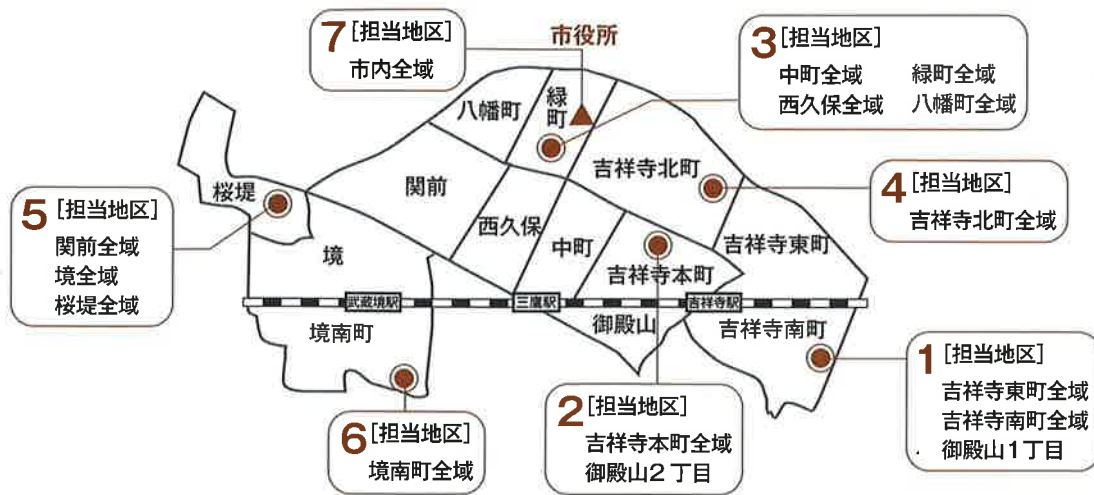 7 [担当地区]
市内全域
市役所
3 [担当地区]
中町全域 緑町全域
西久保全域 八幡町全域
八幡町
緑町
吉祥寺北町
4 [担当地区]
吉祥寺北町全域
桜堤
関前
5 [担当地区]
関前全域
境全域
桜堤全域
境
西久保
中町
吉祥寺東町
吉祥寺本町
武蔵境駅
三鷹駅
吉祥寺駅
境南町
御殿山
吉祥寺南町
1 [担当地区]
吉祥寺東町全域
吉祥寺南町全域
御殿山1丁目
2 [担当地区]
吉祥寺本町全域
御殿山2丁目
6 [担当地区]
境南町全域